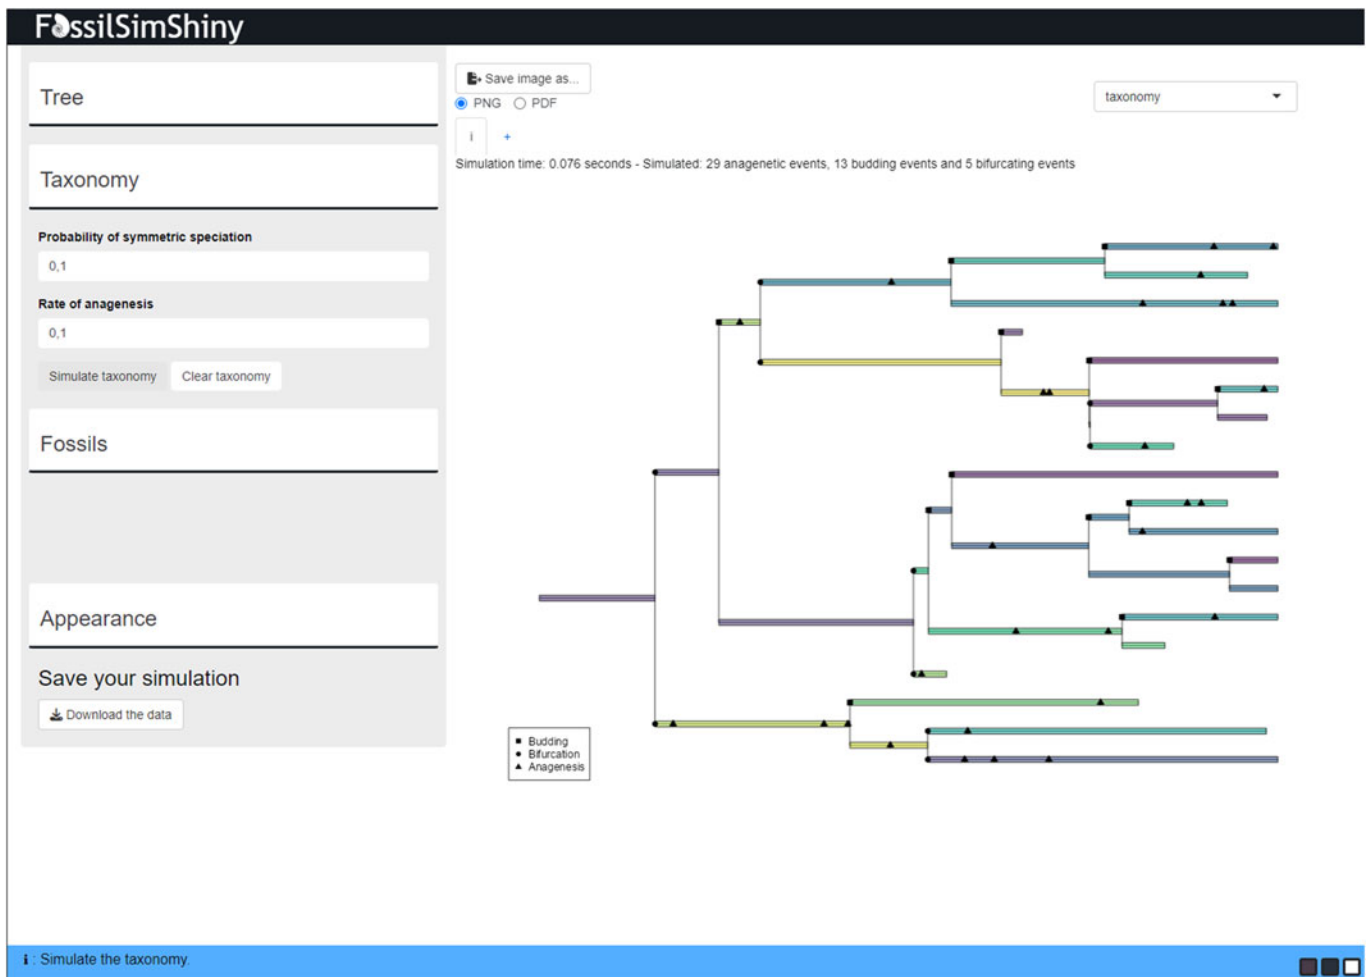 FossilSimShiny
Tree
Taxonomy
Probability of symmetric speciation
0,1
Rate of anagenesis
0,1
Simulate taxonomy Clear taxonomy
Fossils
Appearance
Save your simulation
Download the data
Save image as...
PNG PDF
taxonomy
i +
Simulation time: 0.076 seconds - Simulated: 29 anagenetic events, 13 budding events and 5 bifurcating events
Budding
Bifurcation
Anagenesis
i : Simulate the taxonomy.